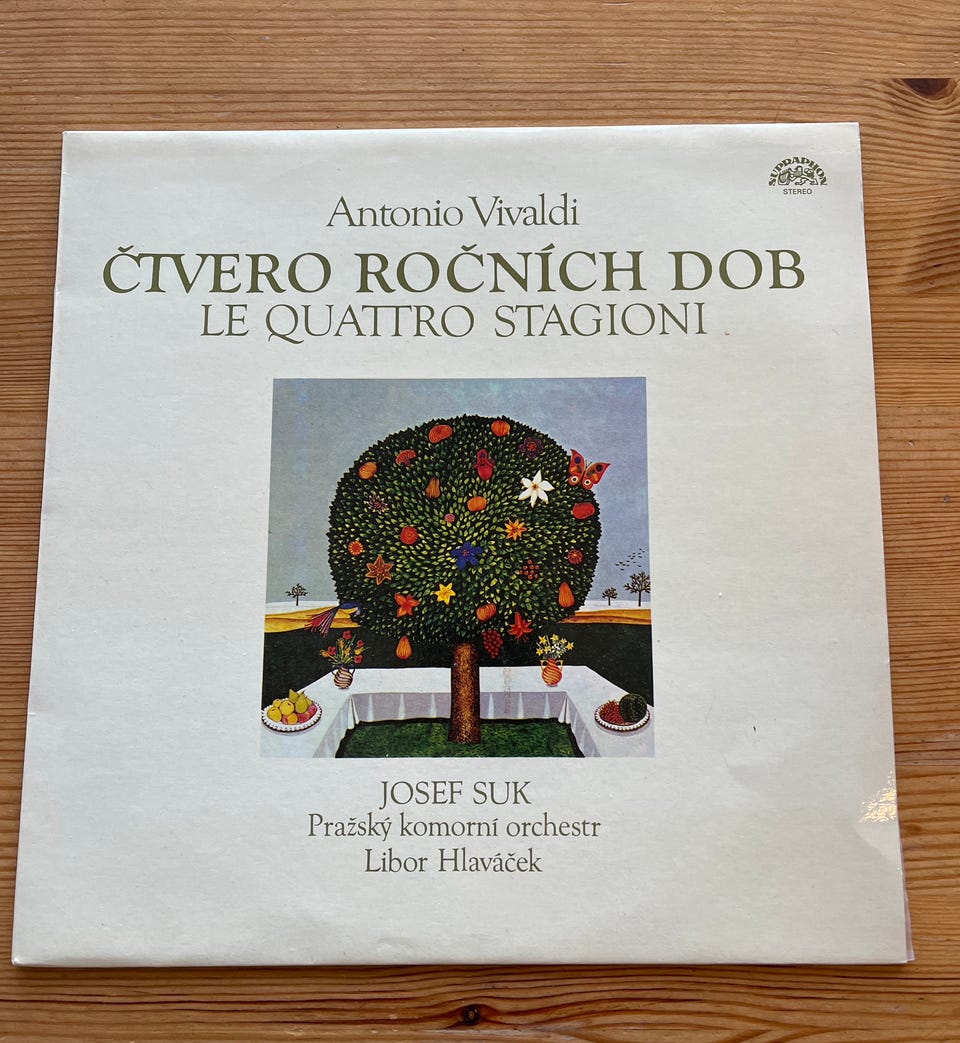 SUPRAPHON
STEREO
Antonio Vivaldi
ČTVERO ROČNÍCH DOB
LE QUATTRO STAGIONI
JOSEF SUK
Pražský komorní orchestr
Libor Hlaváček